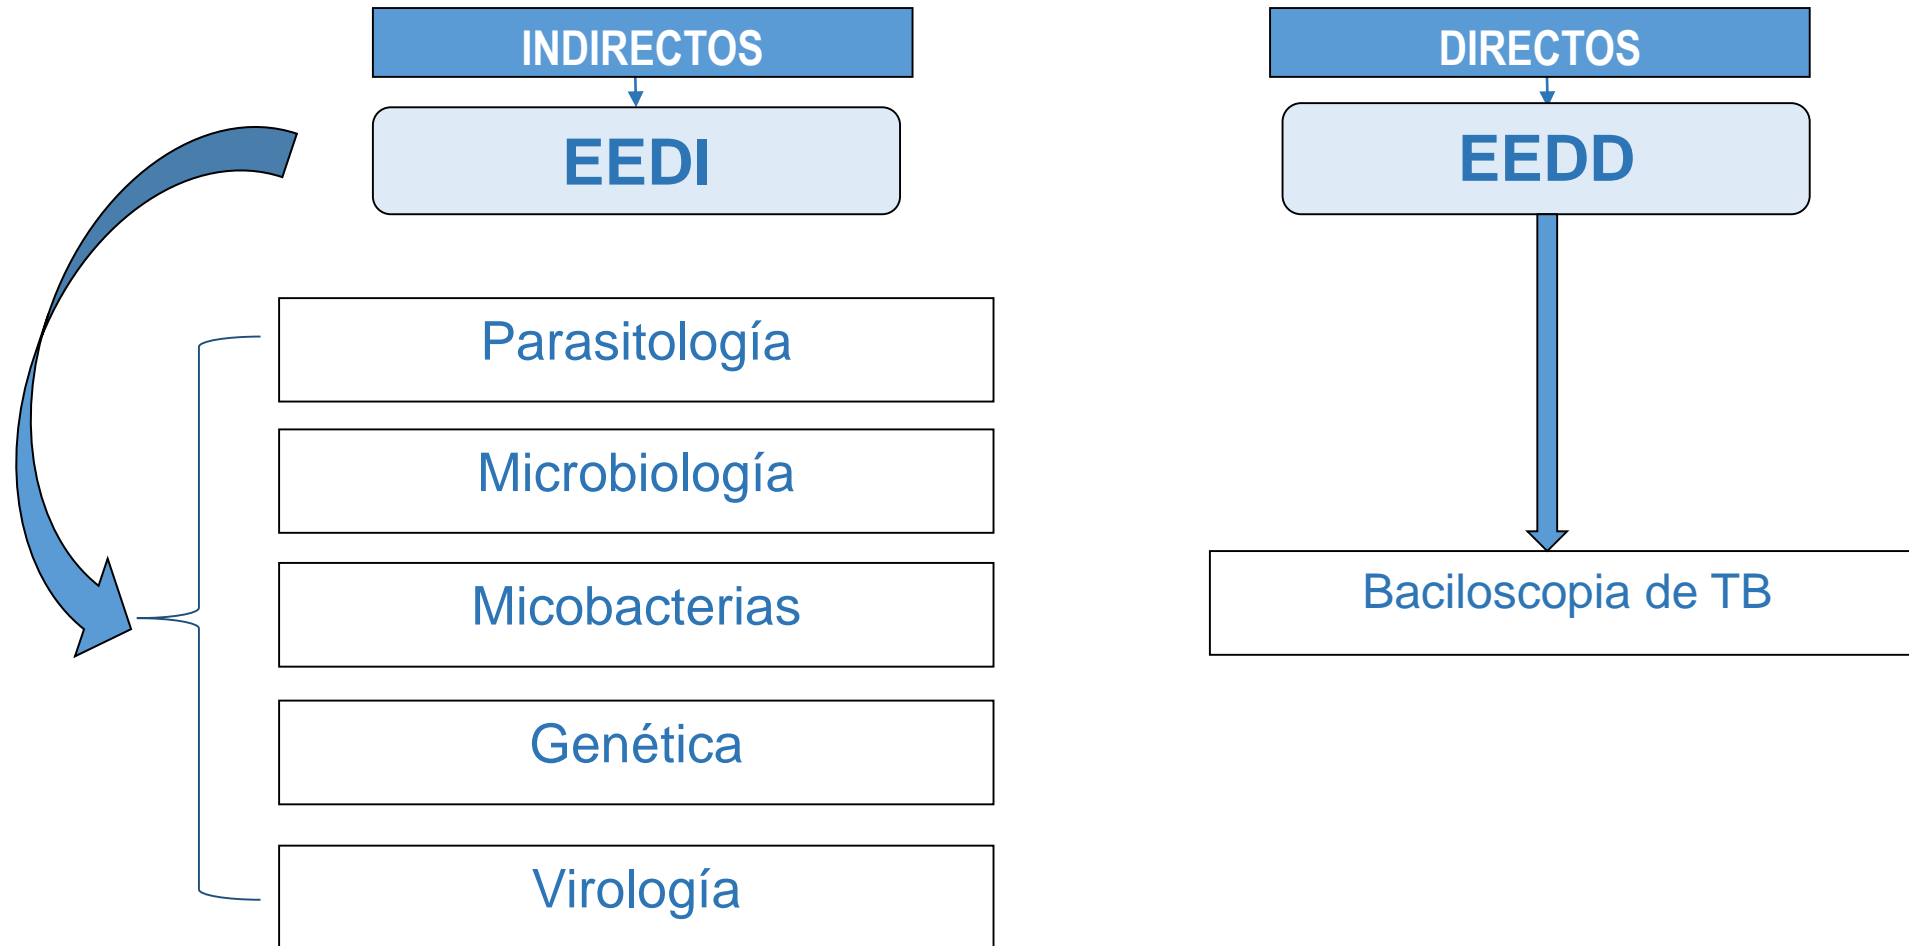 INDIRECTOS
EEDI
Parasitología
Microbiología
Micobacterias
Genética
Virología
DIRECTOS
EEDD
Baciloscopia de TB